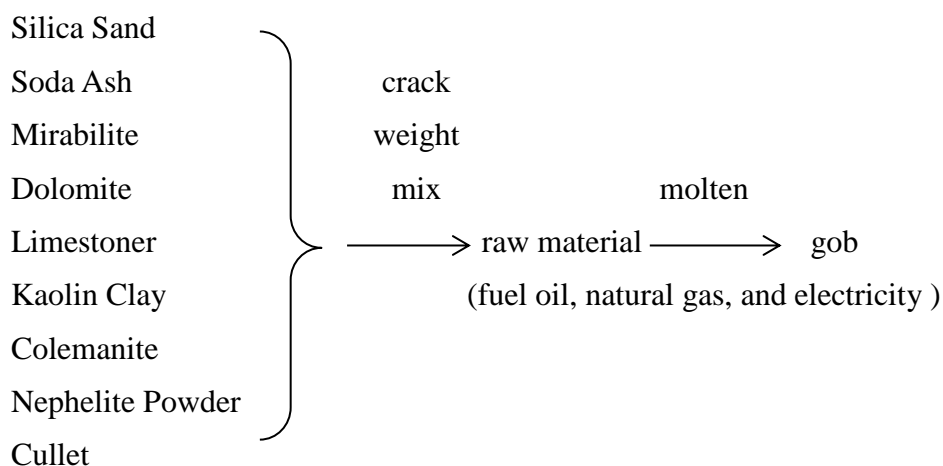 Silica Sand
Soda Ash crack
Mirabilite weight
Dolomite mix molten
Limestoner raw material gob
Kaolin Clay (fuel oil, natural gas, and electricity )
Colemanite
Nephelite Powder
Cullet